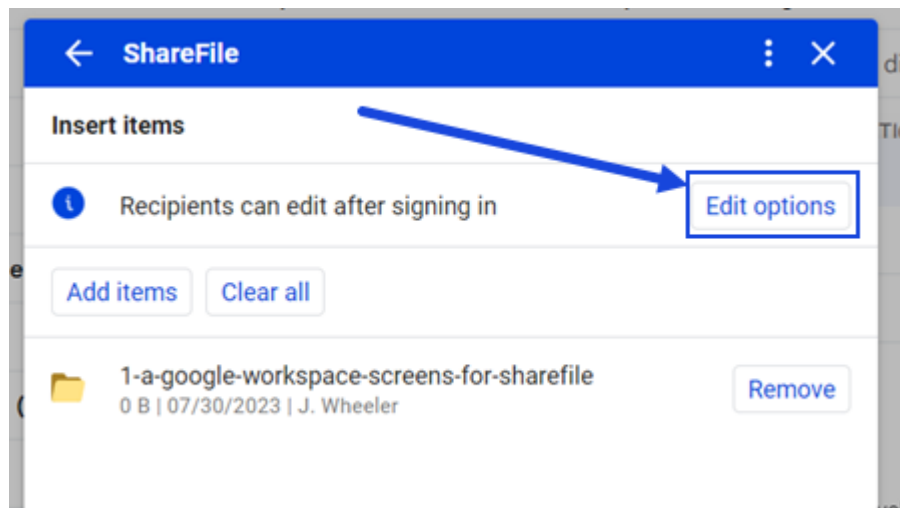 ShareFile
Insert items
Recipients can edit after signing in
Edit options
Add items
Clear all
1-a-google-workspace-screens-for-sharefile
0 B | 07/30/2023 | J. Wheeler
Remove